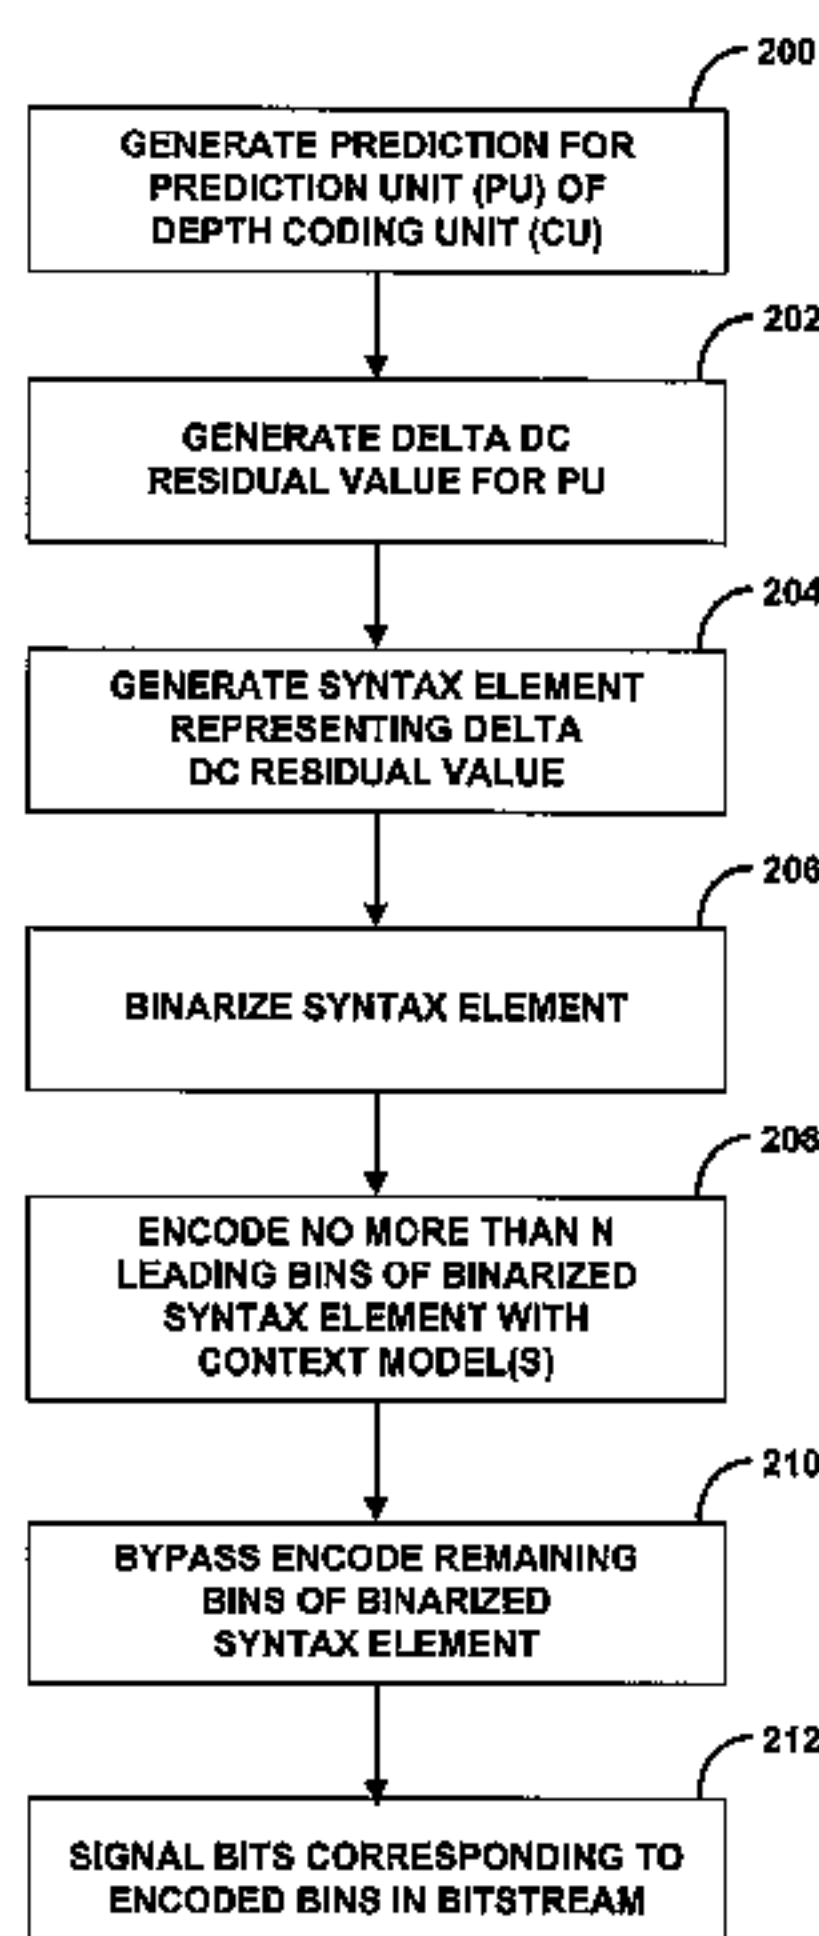 200
GENERATE PREDICTION FOR
PREDICTION UNIT (PU) OF
DEPTH CODING UNIT (CU)
202
GENERATE DELTA DC
RESIDUAL VALUE FOR PU
204
GENERATE SYNTAX ELEMENT
REPRESENTING DELTA
DC RESIDUAL VALUE
206
BINARIZE SYNTAX ELEMENT
208
ENCODE NO MORE THAN N
LEADING BINS OF BINARIZED
SYNTAX ELEMENT WITH
CONTEXT MODEL(S)
210
BYPASS ENCODE REMAINING
BINS OF BINARIZED
SYNTAX ELEMENT
212
SIGNAL BITS CORRESPONDING TO
ENCODED BINS IN BITSTREAM